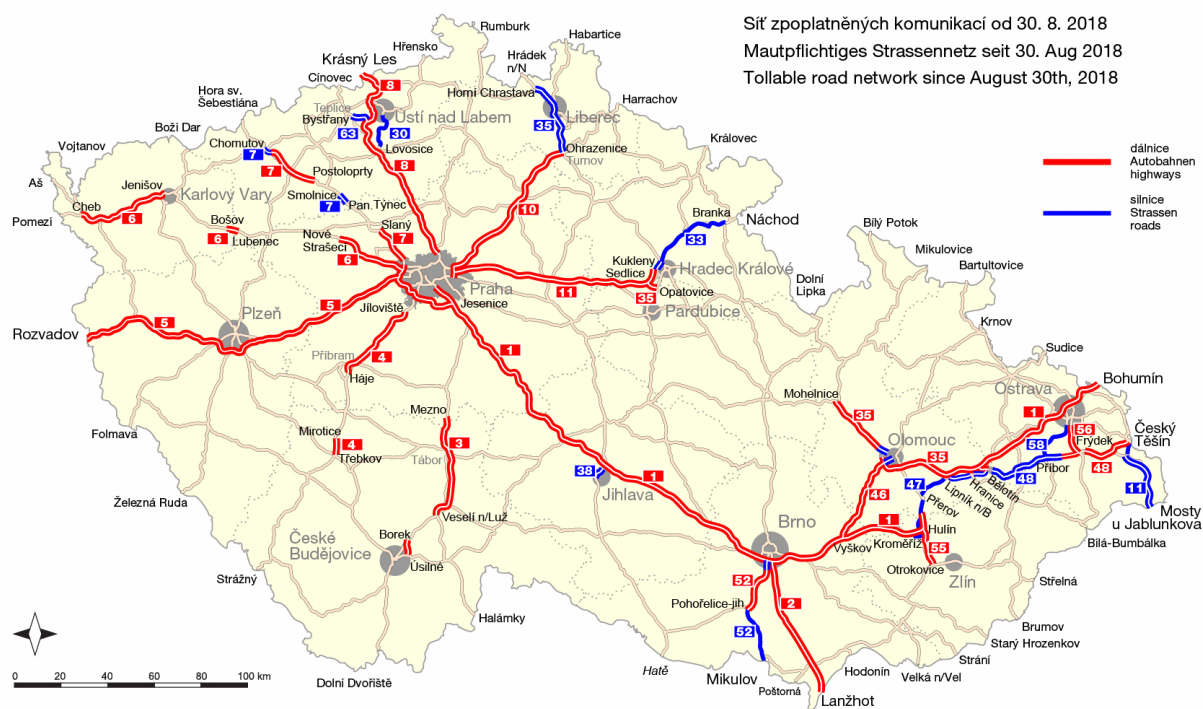 Síť zpoplatněných komunikací od 30. 8. 2018
Mautpflichtiges Strassennetz seit 30. Aug 2018
Tollable road network since August 30th, 2018
dálnice
Autobahnen
highways
silnice
Strassen
roads
Rumburk
Habartice
Hřensko
Hrádek
n/N
Krásný Les
Cínovec
8
Horní Chrastava
Harrachov
Hora sv.
Šebestiána
Teplice
Bystřany
Ústí nad Labem
63
30
35
Liberec
Boží Dar
Chomutov
7
7
Lovosice
8
Ohrazenice
Turnov
Královec
Vojtanov
Aš
Jenišov
Postoloprty
Karlovy Vary
Smolnice
7
Pan.Týnec
10
Branka
Náchod
Bílý Potok
Pomezí
Cheb
6
Bošov
6
Lubenec
Nové
Strašecí
6
Slaný
7
33
Mikulovice
Kukleny
Sedlice
Hradec Králové
Bartultovice
Dolní
Lipka
Praha
11
35
Opatovice
Jesenice
Jíloviště
Pardubice
Plzeň
5
5
Rozvadov
Krnov
Příbram
4
1
Sudice
Háje
Bohumín
Ostrava
Mohelnice
Mezno
35
1
56
Český
Těšín
Folmava
Mirotice
4
Třebkov
3
Tábor
Olomouc
35
58
Frýdek
38
1
Příbor
48
48
Bělotín
Hranice
Lipník n/B
11
Jihlava
46
47
Přerov
Železná Ruda
Veselí n/Luž
Mosty
u Jablunkova
Brno
1
Hulín
Bílá-Bumbálka
České
Budějovice
Borek
Úsilné
Vyškov
Kroměříž
55
Otrokovice
Zlín
Strážný
52
Střelná
Pohořelice-jih
2
Halámky
52
Brumov
Starý Hrozenkov
Strání
Hatě
Hodonín
Velká n/Vel
Mikulov
Poštorná
Lanžhot
Dolní Dvořiště
0 20 40 60 80 100 km